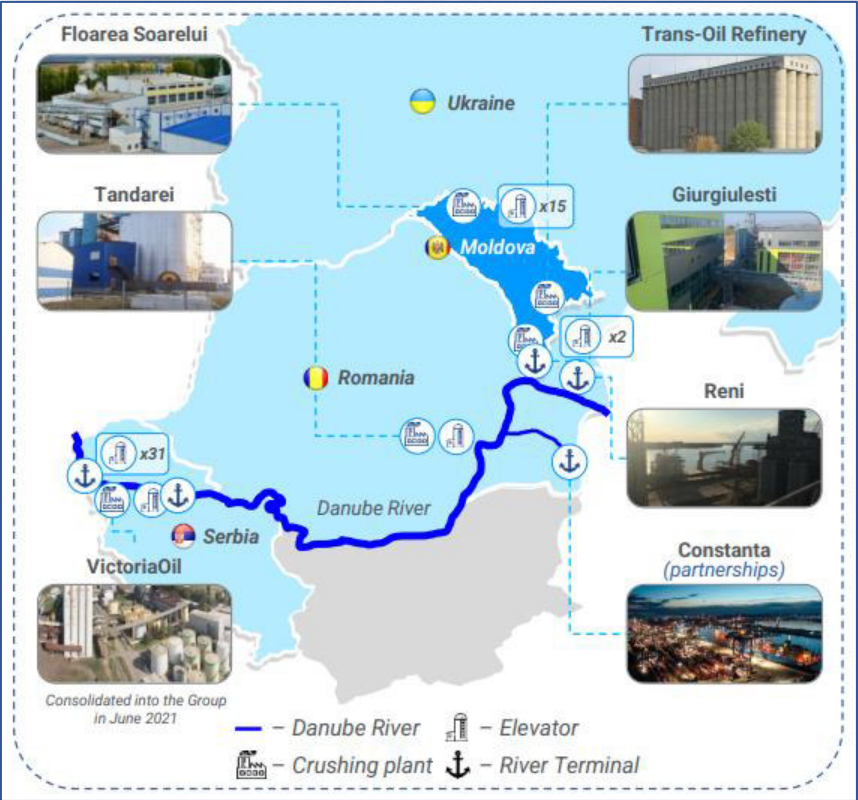 Floarea Soarelui
Trans-Oil Refinery
Ukraine
Tandarei
Giurgiulesti
x15
Moldova
x2
Romania
Reni
x31
Danube River
Serbia
VictoriaOil
Constanta
(partnerships)
Consolidated into the Group
in June 2021
– Danube River
– Elevator
– Crushing plant
– River Terminal